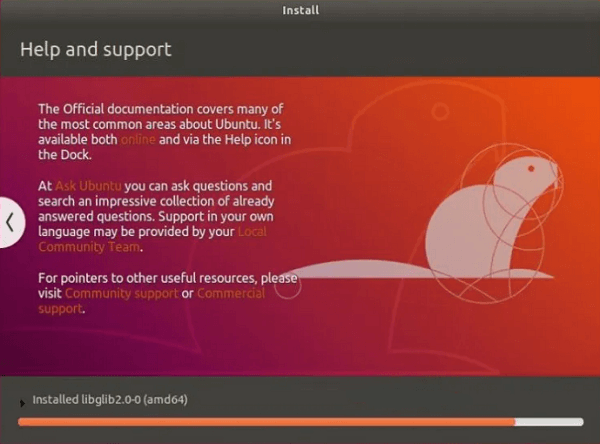 Install
Help and support
The Official documentation covers many of
the most common areas about Ubuntu. It's
available both online and via the Help icon in
the Dock.
At Ask Ubuntu you can ask questions and
search an impressive collection of already
answered questions. Support in your own
language may be provided by your Local
Community Team.
For pointers to other useful resources, please
visit Community support or Commercial
support.
Installed libglib2.0-0 (amd64)